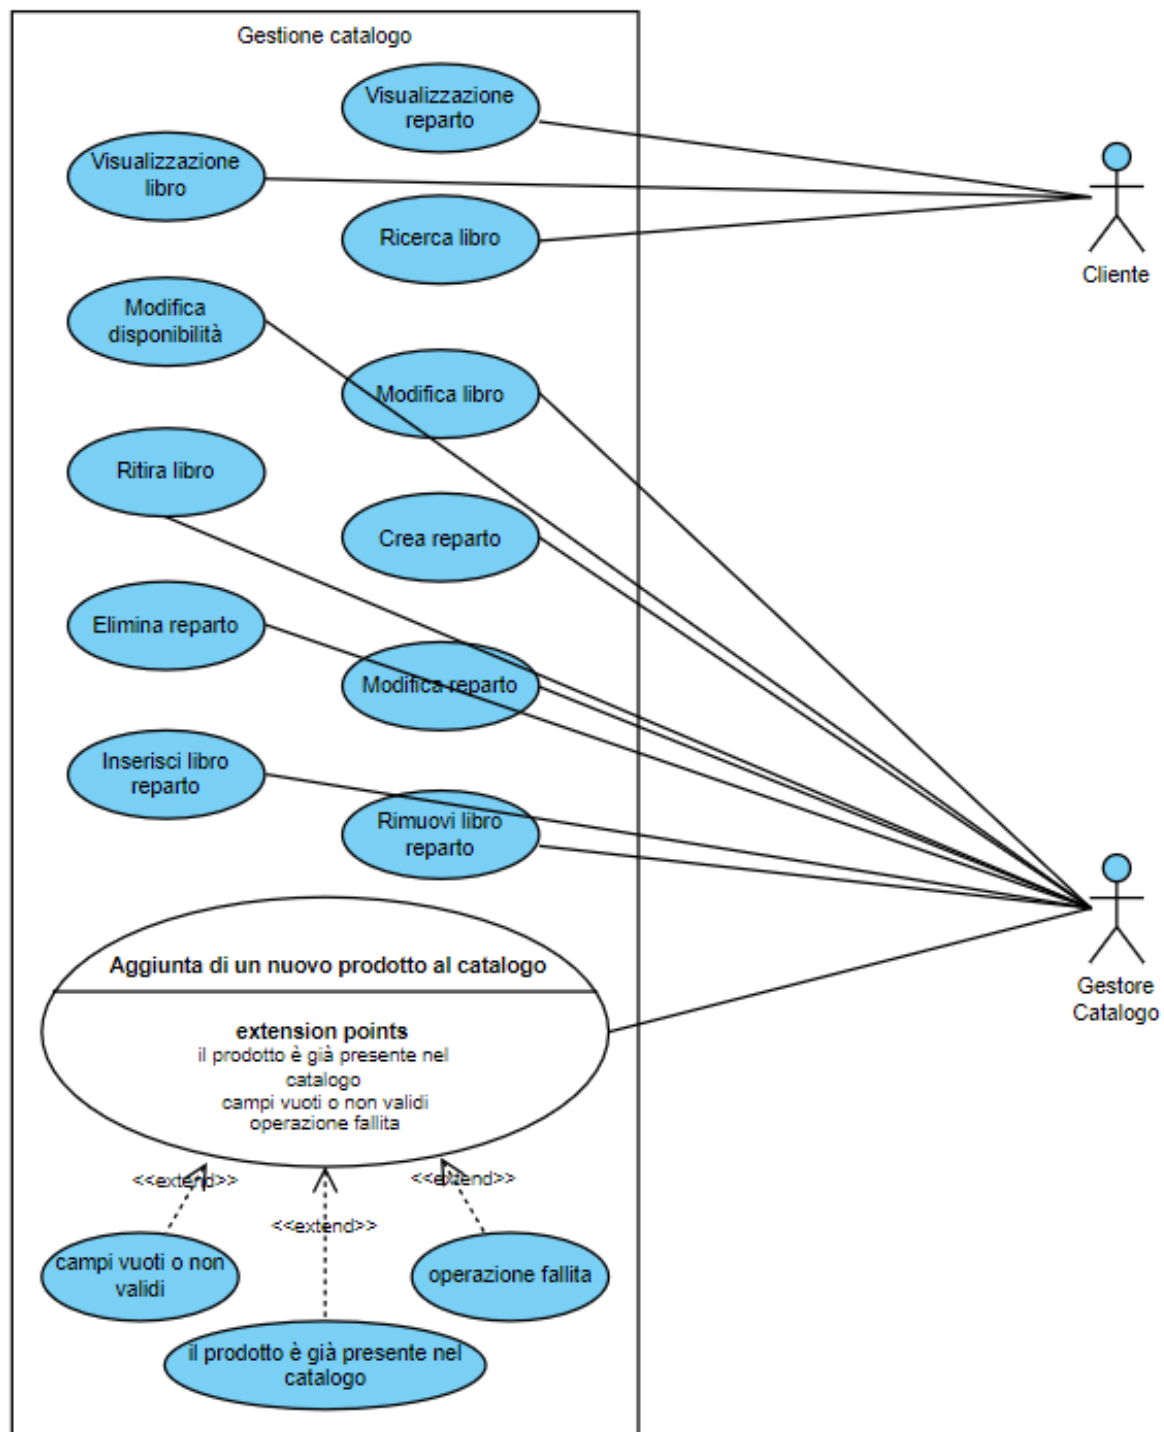 Gestione catalogo
Visualizzazione
reparto
Visualizzazione
libro
Ricerca libro
Cliente
Modifica
disponibilità
Modifica libro
Ritira libro
Crea reparto
Elimina reparto
Modifica reparto
Inserisci libro
reparto
Rimuovi libro
reparto
Gestore
Catalogo
Aggiunta di un nuovo prodotto al catalogo
extension points
il prodotto è già presente nel
catalogo
campi vuoti o non validi
operazione fallita
<<extend>>
<<extend>>
<<extend>>
campi vuoti o non
validi
operazione fallita
il prodotto è già presente nel
catalogo